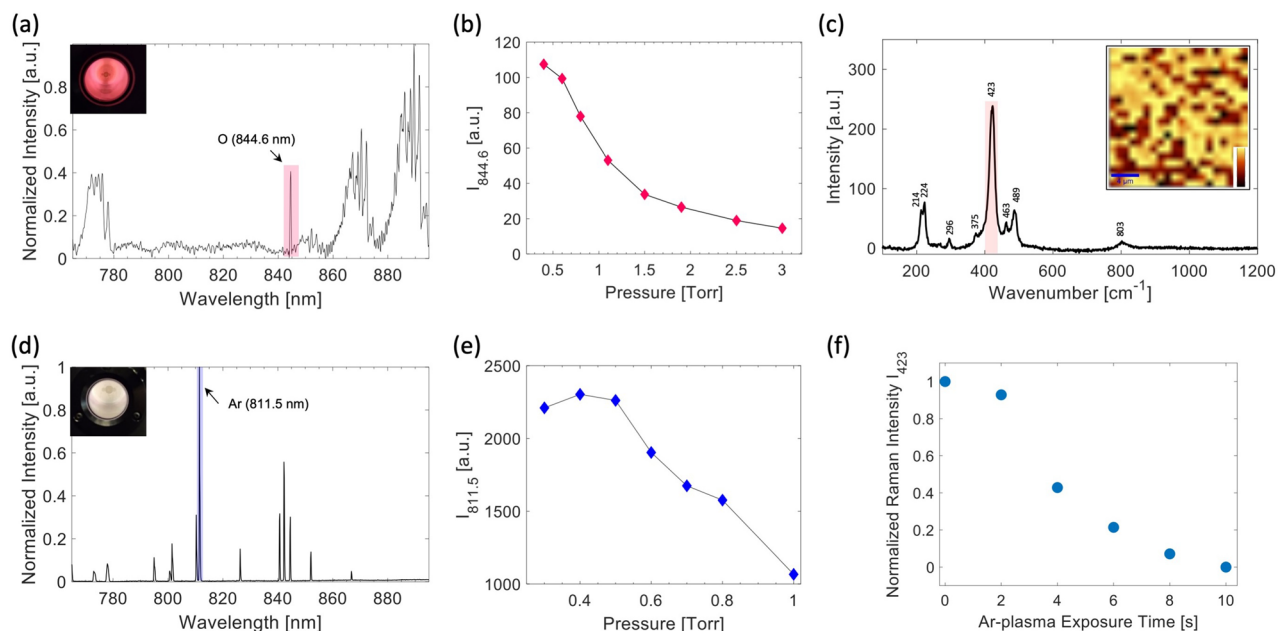 (a)
Normalized Intensity [a.u.]
0.8
0.6
0.4
0.2
0
O (844.6 nm)
780 800 820 840 860 880
Wavelength [nm]
(b)
I844.6 [a.u.]
120
100
80
60
40
20
0
0.5 1 1.5 2 2.5 3
Pressure [Torr]
(c)
Intensity [a.u.]
300
200
100
0
214
224
296
375
423
463
489
803
200 400 600 800 1000 1200
Wavenumber [cm-1]
(d)
Normalized Intensity [a.u.]
1
0.8
0.6
0.4
0.2
0
Ar (811.5 nm)
780 800 820 840 860 880
Wavelength [nm]
(e)
I811.5 [a.u.]
2500
2000
1500
1000
0.4 0.6 0.8 1
Pressure [Torr]
(f)
Normalized Raman Intensity I423
1
0.8
0.6
0.4
0.2
0
0 2 4 6 8 10
Ar-plasma Exposure Time [s]